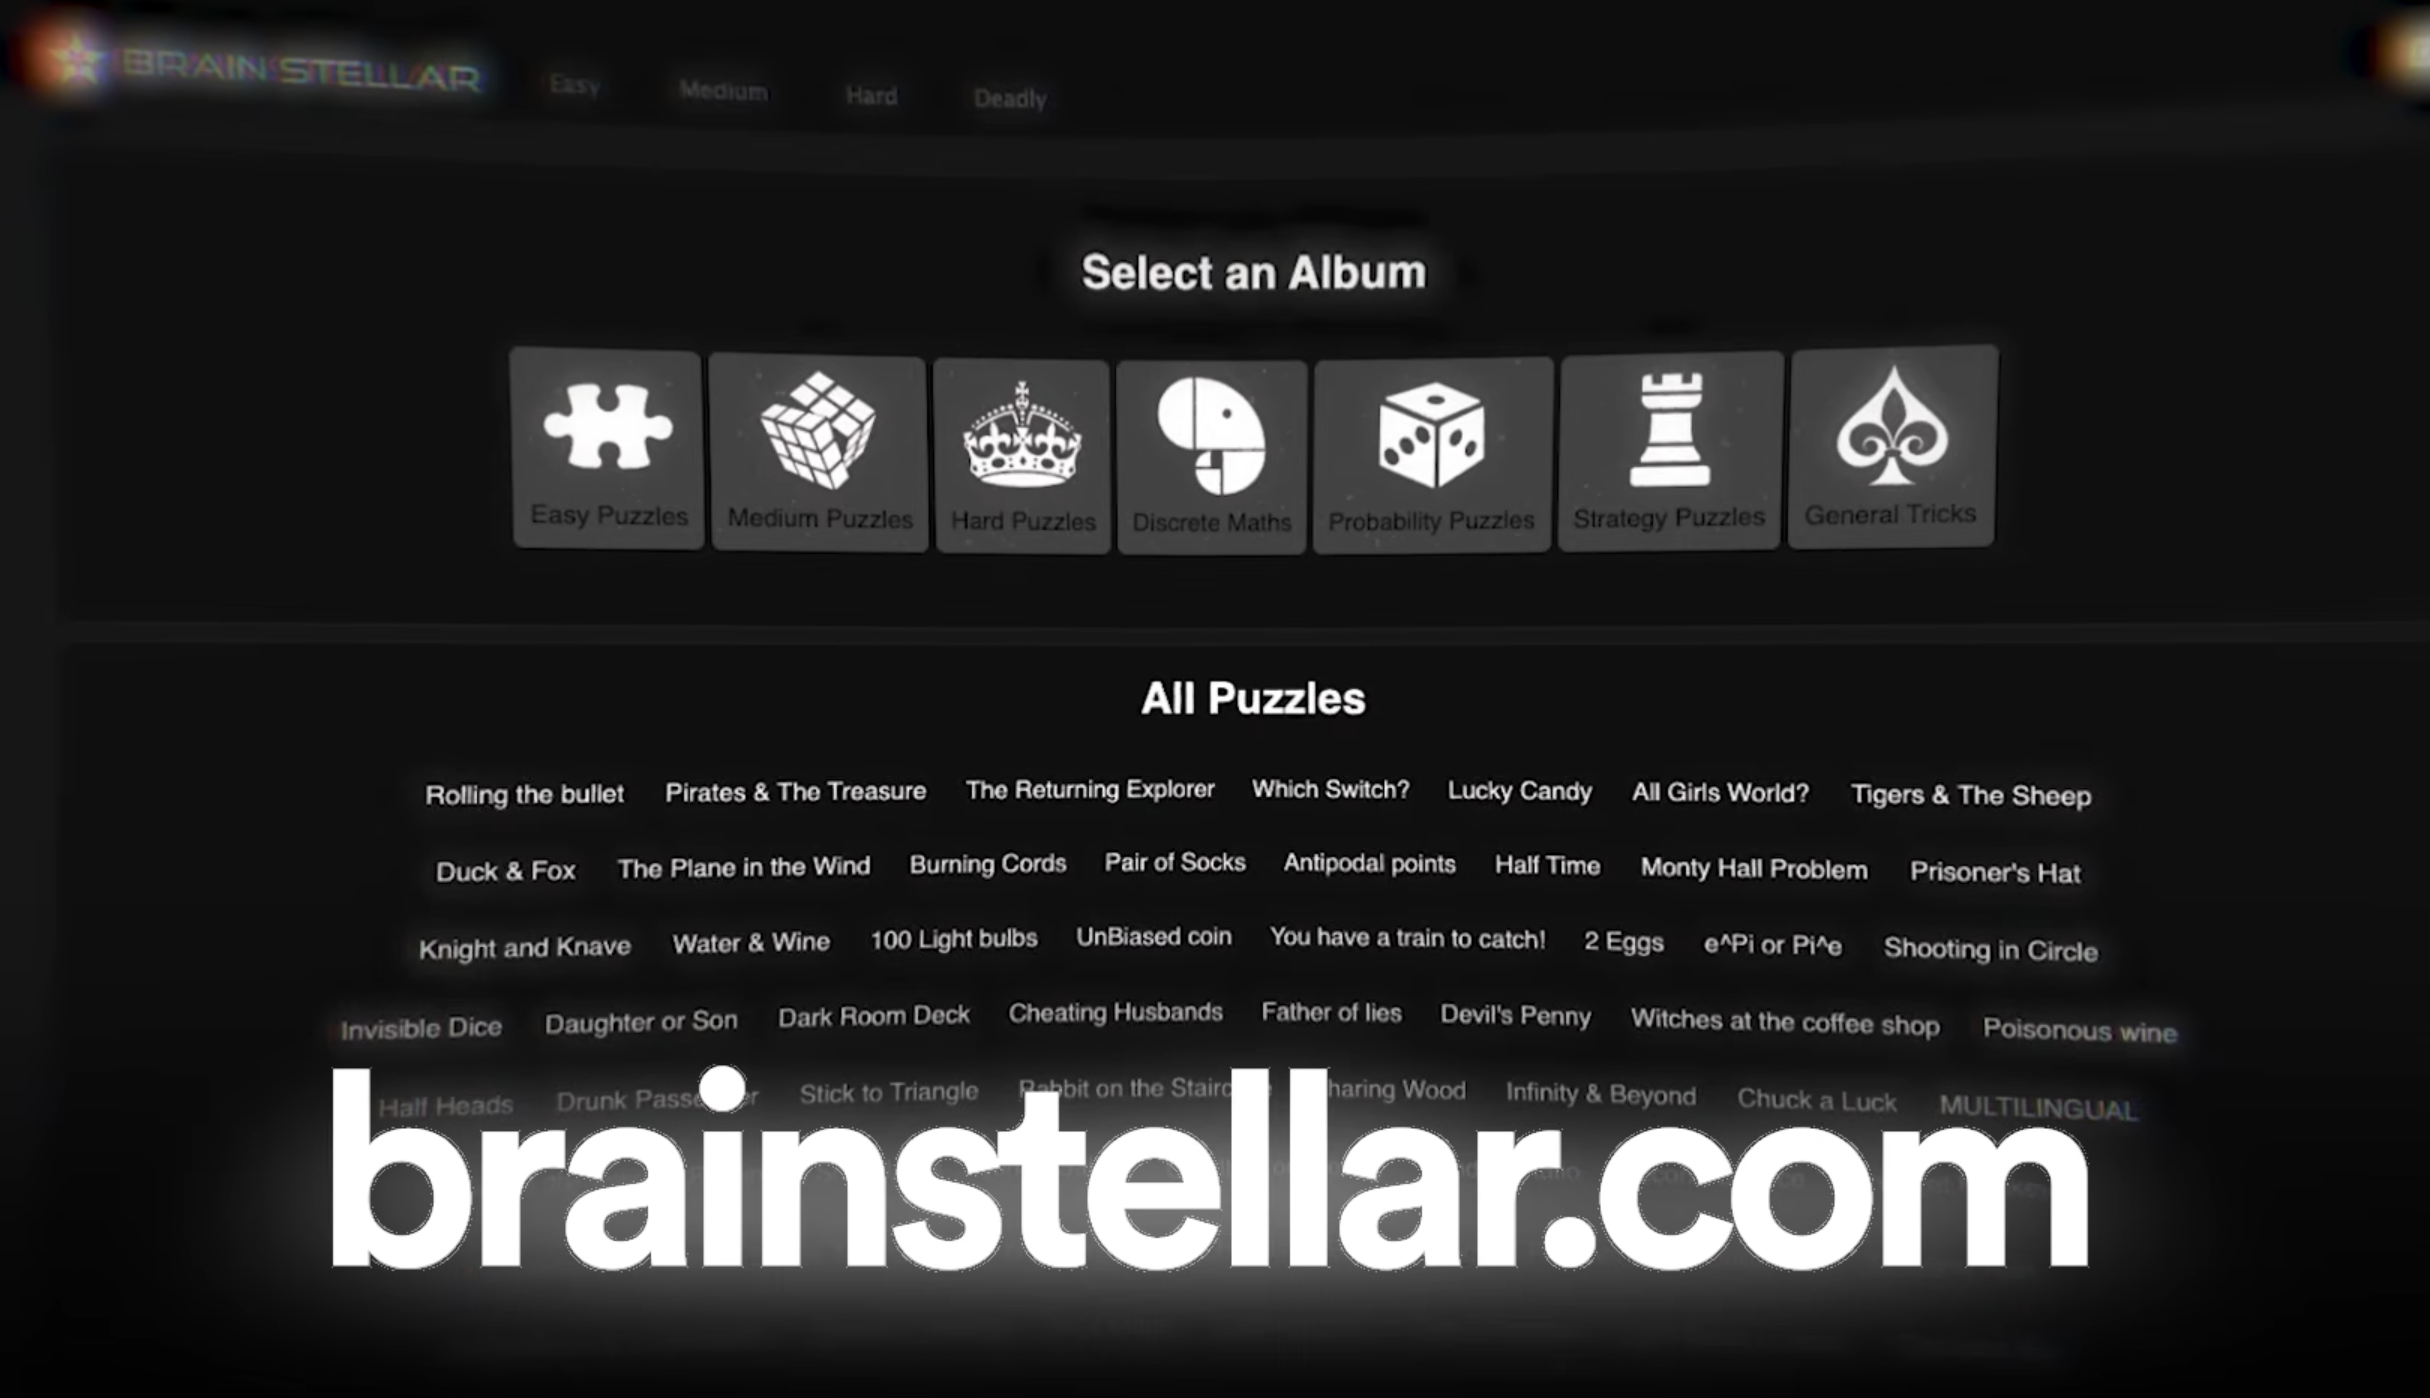 BRAINSTELLAR Easy Medium Hard Deadly
Select an Album
Easy Puzzles Medium Puzzles Hard Puzzles Discrete Maths Probability Puzzles Strategy Puzzles General Tricks
All Puzzles
Rolling the bullet Pirates & The Treasure The Returning Explorer Which Switch? Lucky Candy All Girls World? Tigers & The Sheep
Duck & Fox The Plane in the Wind Burning Cords Pair of Socks Antipodal points Half Time Monty Hall Problem Prisoner's Hat
Knight and Knave Water & Wine 100 Light bulbs UnBiased coin You have a train to catch! 2 Eggs e^Pi or Pi^e Shooting in Circle
Invisible Dice Daughter or Son Dark Room Deck Cheating Husbands Father of lies Devil's Penny Witches at the coffee shop Poisonous wine
Half Heads Drunk Stick to Triangle Rabbit on the Wood Infinity & Beyond Chuck a Luck MULTILINGUAL
brainstellar.com